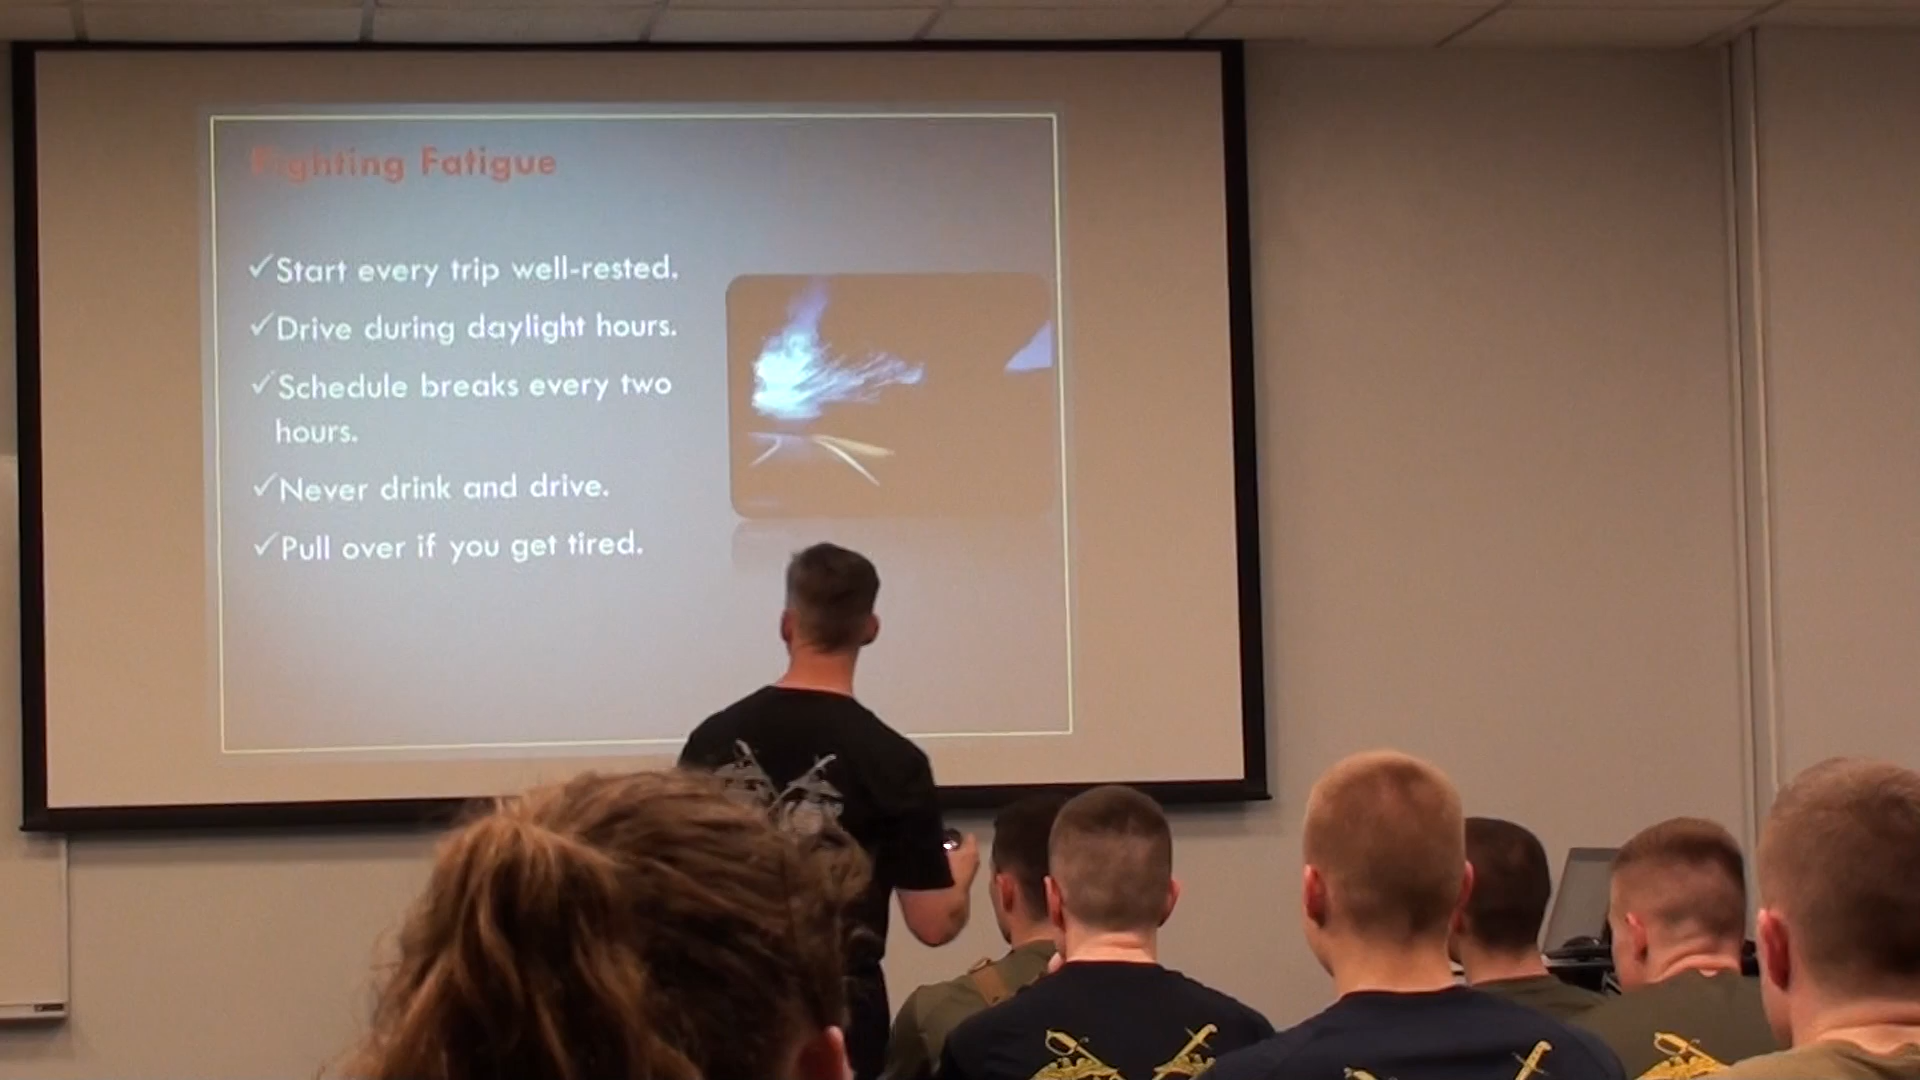 Fighting Fatigue
✓Start every trip well-rested.
✓Drive during daylight hours.
✓Schedule breaks every two
hours.
✓Never drink and drive.
✓Pull over if you get tired.